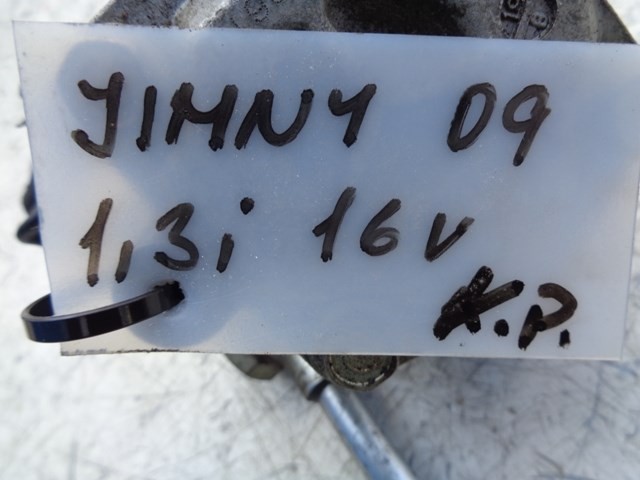 JIMNY 09
1,3i 16V
K.P.